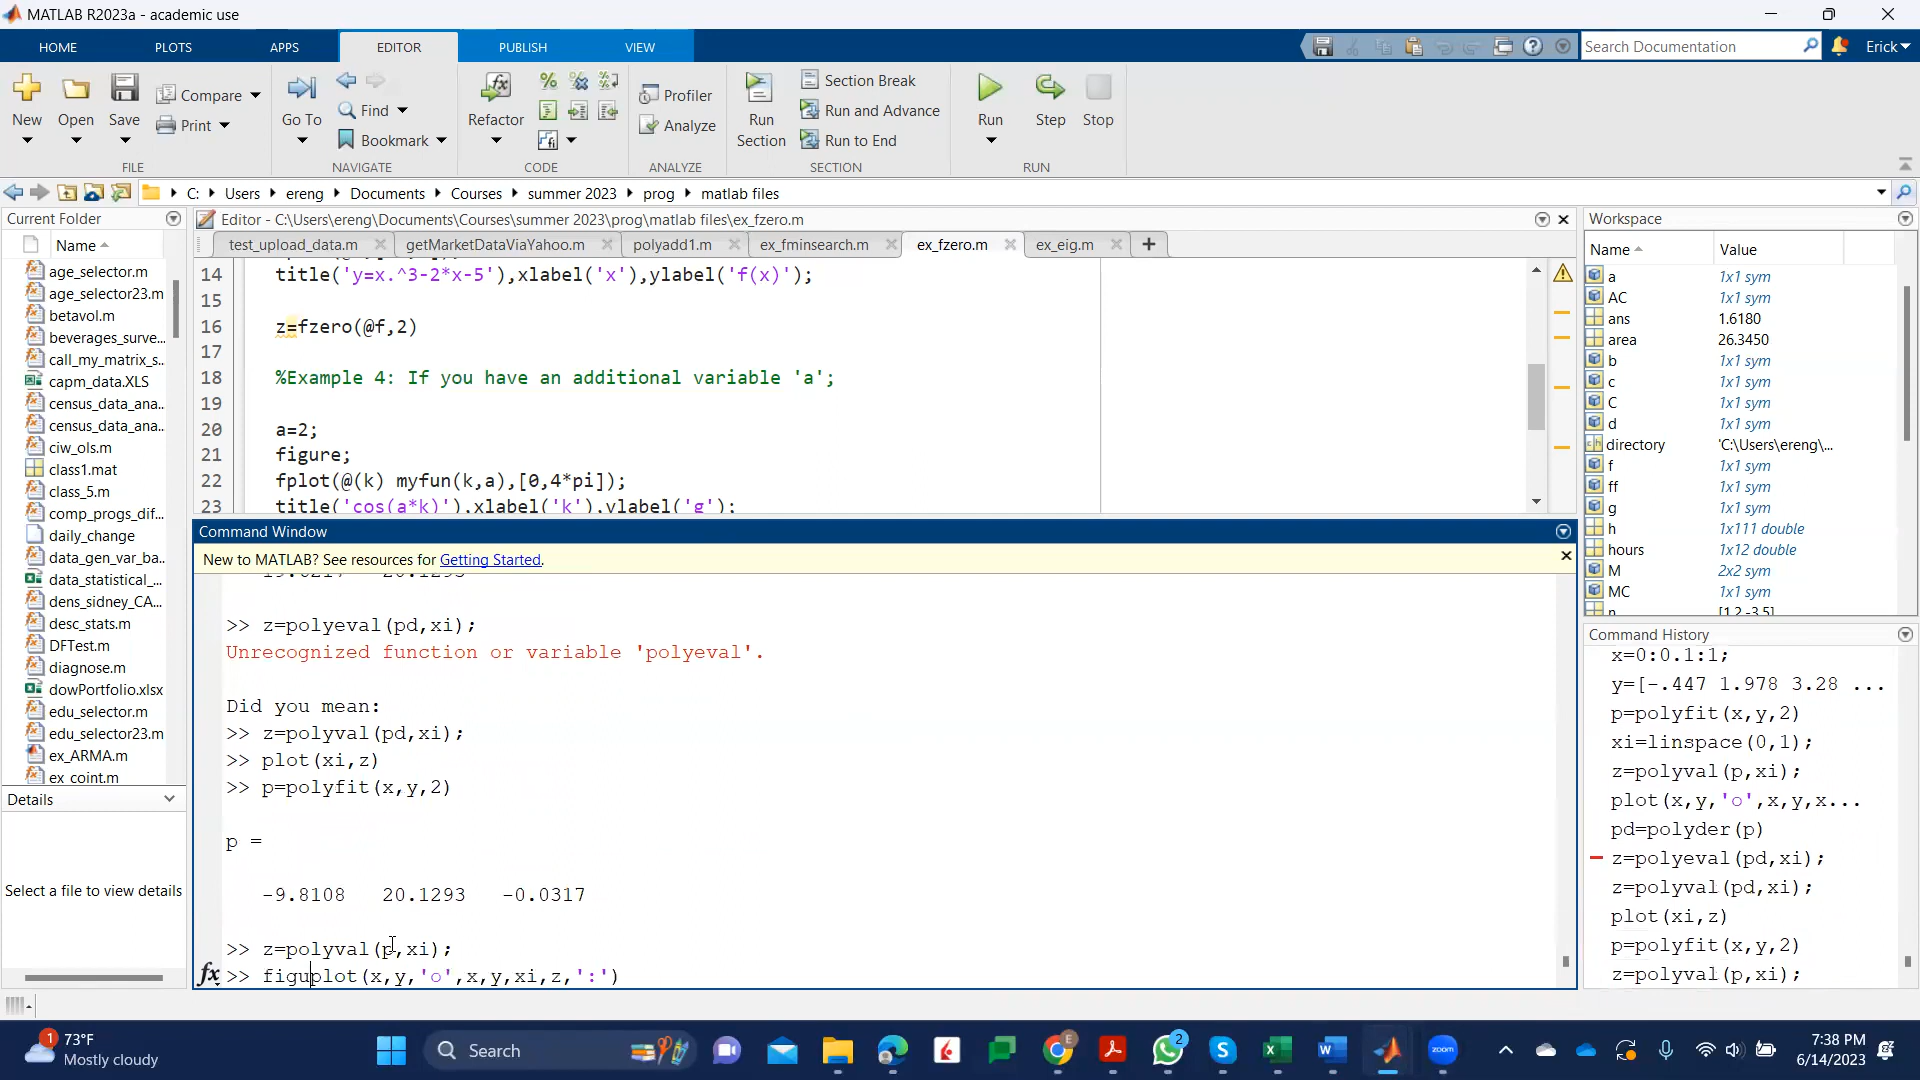 MATLAB R2023a - academic use
HOME PLOTS APPS EDITOR PUBLISH VIEW
Search Documentation
Erick
New
Open
Save
Compare
Print
FILE
Go To
Find
Bookmark
NAVIGATE
Refactor
CODE
Profiler
Analyze
ANALYZE
Run Section
Section Break
Run and Advance
Run to End
SECTION
Run
Step
Stop
RUN
C: Users ereng Documents Courses summer 2023 prog matlab files
Current Folder
Name
age_selector.m
age_selector23.m
betavol.m
beverages_surve...
call_my_matrix_s...
capm_data.XLS
census_data_ana...
census_data_ana...
ciw_ols.m
class1.mat
class_5.m
comp_progs_dif...
daily_change
data_gen_var_ba...
data_statistical_...
dens_sidney_CA...
desc_stats.m
DFTest.m
diagnose.m
dowPortfolio.xlsx
edu_selector.m
edu_selector23.m
ex_ARMA.m
ex_coint.m
Details
Select a file to view details
Editor - C:\Users\ereng\Documents\Courses\summer 2023\prog\matlab files\ex_fzero.m
test_upload_data.m getMarketDataViaYahoo.m polyadd1.m ex_fminsearch.m ex_fzero.m ex_eig.m
14 title('y=x.^3-2*x-5'),xlabel('x'),ylabel('f(x)');
15
16 z=fzero(@f,2)
17
18 %Example 4: If you have an additional variable 'a';
19
20 a=2;
21 figure;
22 fplot(@(k) myfun(k,a),[0,4*pi]);
23 title('cos(a*k)'),xlabel('k'),ylabel('g');
Command Window
New to MATLAB? See resources for Getting Started.
>> z=polyeval(pd,xi);
Unrecognized function or variable 'polyeval'.
Did you mean:
>> z=polyval(pd,xi);
>> plot(xi,z)
>> p=polyfit(x,y,2)
p =
-9.8108 20.1293 -0.0317
>> z=polyval(p,xi);
fx >> figuplot(x,y,'o',x,y,xi,z,':')
Workspace
Name Value
a 1x1 sym
AC 1x1 sym
ans 1.6180
area 26.3450
b 1x1 sym
c 1x1 sym
C 1x1 sym
d 1x1 sym
directory 'C:\Users\ereng\...
f 1x1 sym
ff 1x1 sym
g 1x1 sym
h 1x111 double
hours 1x12 double
M 2x2 sym
MC 1x1 sym
n [1,2,-3,5]
Command History
x=0:0.1:1;
y=[-.447 1.978 3.28 ...
p=polyfit(x,y,2)
xi=linspace(0,1);
z=polyval(p,xi);
plot(x,y,'o',x,y,x...
pd=polyder(p)
z=polyeval(pd,xi);
z=polyval(pd,xi);
plot(xi,z)
p=polyfit(x,y,2)
z=polyval(p,xi);
1
73°F
Mostly cloudy
Search
2
zoom
7:38 PM
6/14/2023